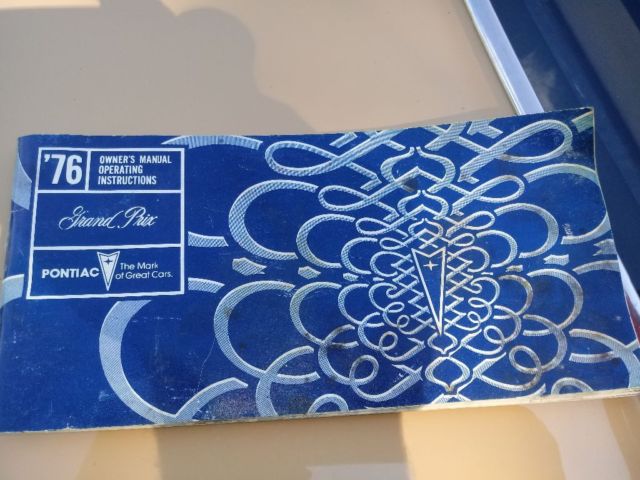 '76
OWNER'S MANUAL
OPERATING
INSTRUCTIONS
Grand Prix
PONTIAC
The Mark
of Great Cars.